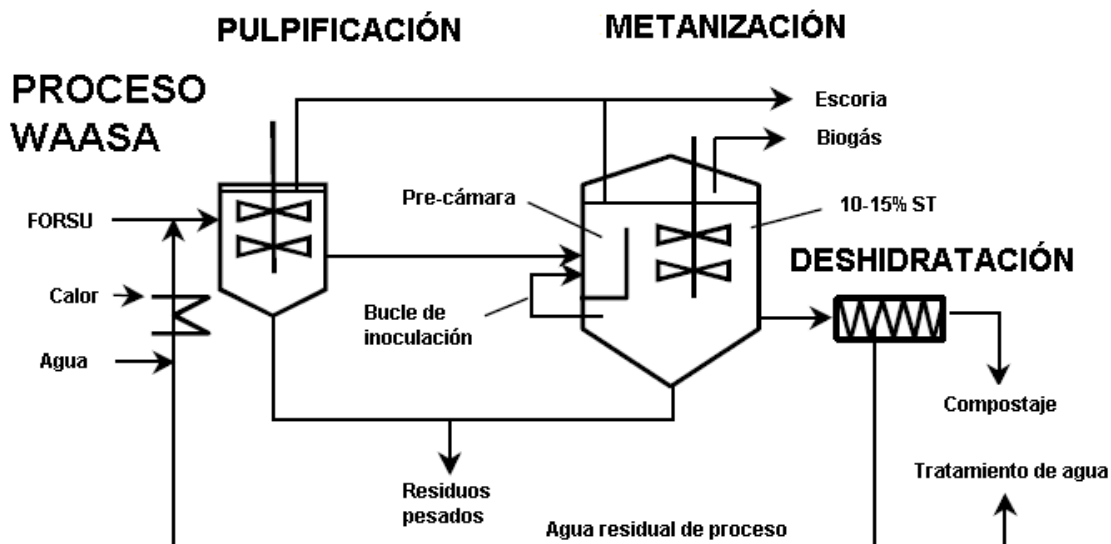 PULPIFICACIÓN
METANIZACIÓN
PROCESO
WAASA
Escoria
Biogás
Pre-cámara
10-15% ST
FORSU
DESHIDRATACIÓN
Calor
Bucle de
inoculación
Agua
Compostaje
Tratamiento de agua
Residuos
pesados
Agua residual de proceso